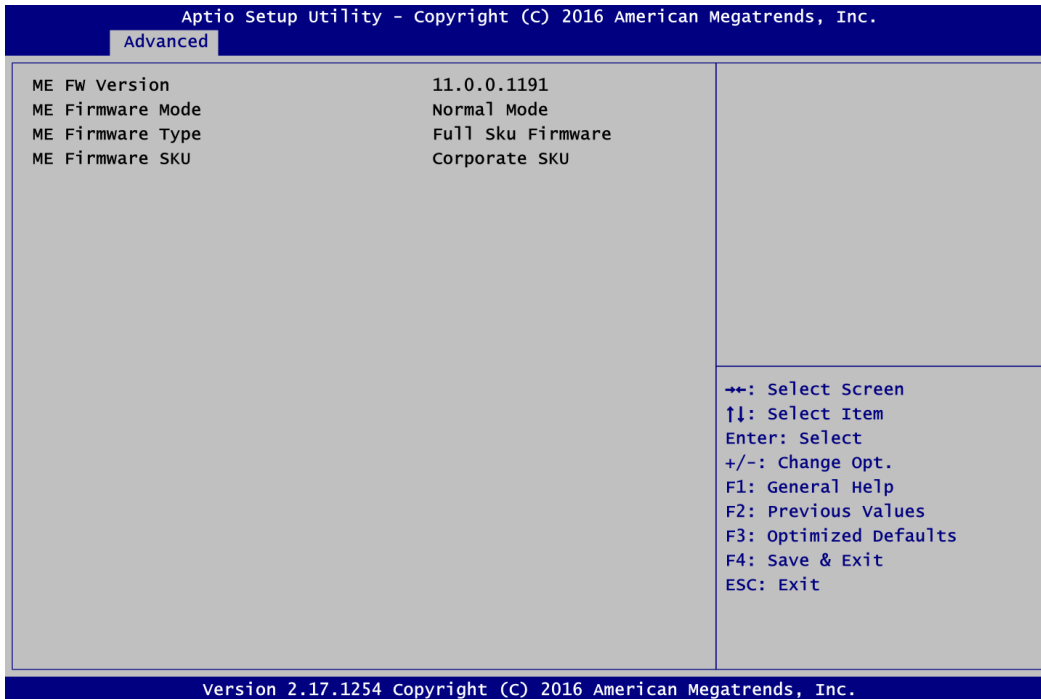 Aptio Setup Utility - Copyright (C) 2016 American Megatrends, Inc.
Advanced
ME FW Version 11.0.0.1191
ME Firmware Mode Normal Mode
ME Firmware Type Full Sku Firmware
ME Firmware SKU Corporate SKU
→←: Select Screen
↑↓: Select Item
Enter: Select
+/-: Change Opt.
F1: General Help
F2: Previous Values
F3: Optimized Defaults
F4: Save & Exit
ESC: Exit
Version 2.17.1254 Copyright (C) 2016 American Megatrends, Inc.